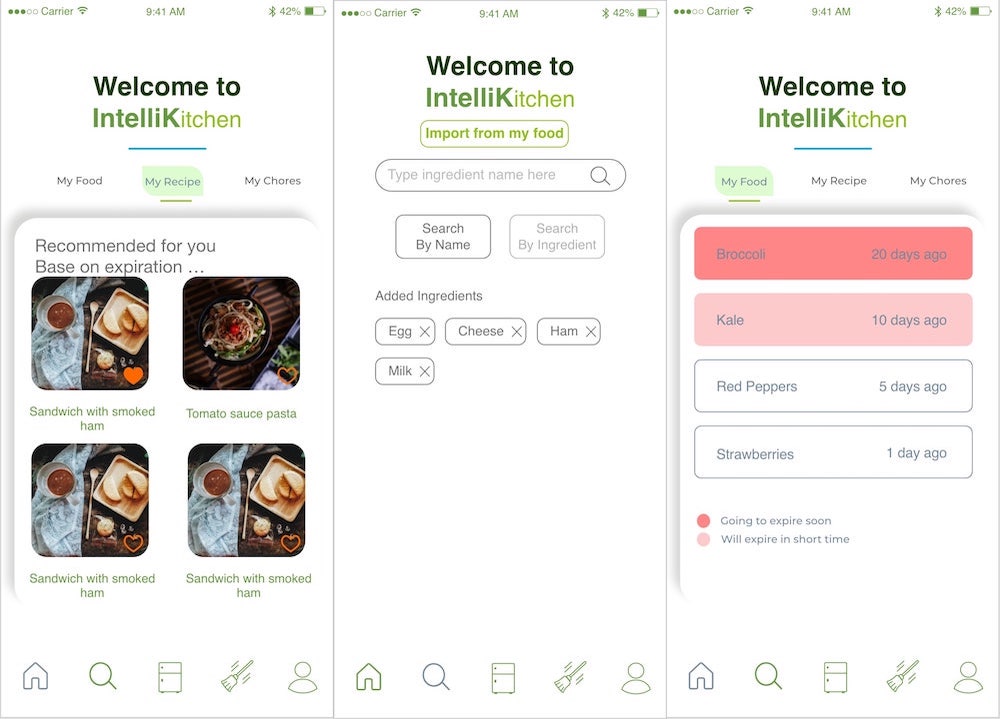 ●●●○○ Carrier 9:41 AM 42%
Welcome to
IntelliKitchen
My Food My Recipe My Chores
Recommended for you
Base on expiration ...
Sandwich with smoked
ham
Tomato sauce pasta
Sandwich with smoked
ham
Sandwich with smoked
ham
●●●○○ Carrier 9:41 AM 42%
Welcome to
IntelliKitchen
Import from my food
Type ingredient name here
Search
By Name
Search
By Ingredient
Added Ingredients
Egg Cheese Ham
Milk
●●●○○ Carrier 9:41 AM 42%
Welcome to
IntelliKitchen
My Food My Recipe My Chores
Broccoli 20 days ago
Kale 10 days ago
Red Peppers 5 days ago
Strawberries 1 day ago
Going to expire soon
Will expire in short time